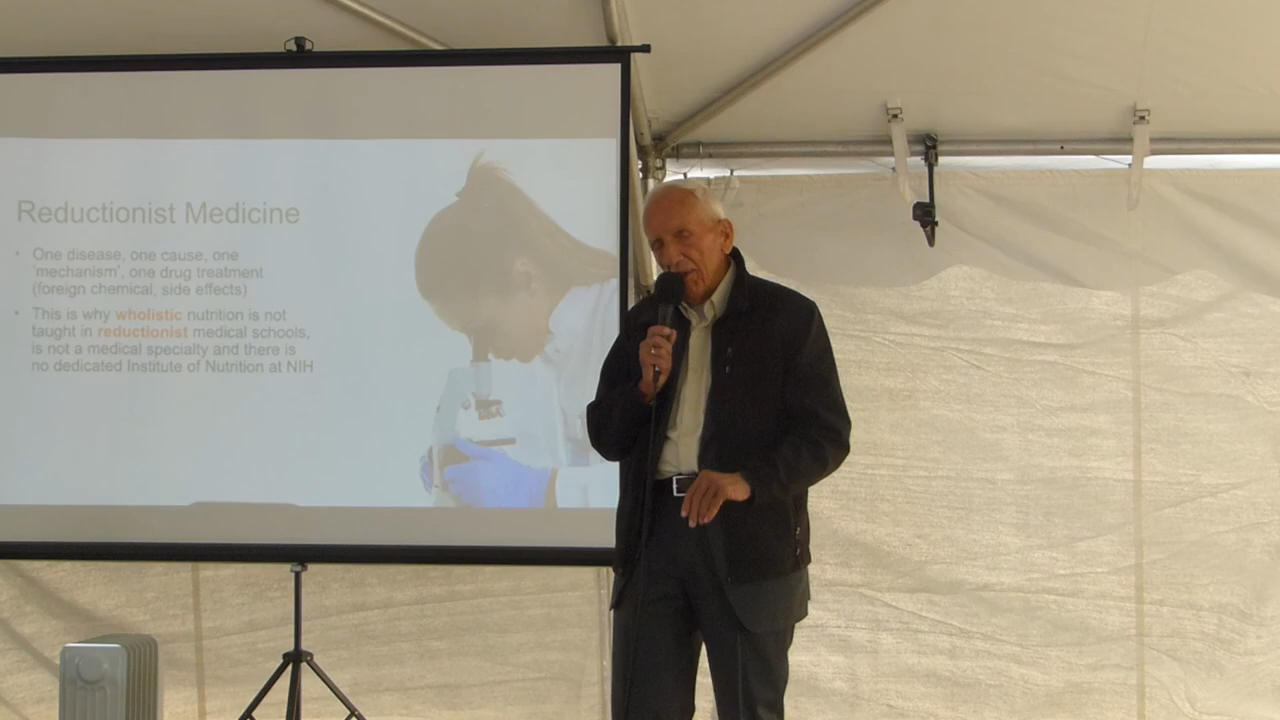 Reductionist Medicine
• One disease, one cause, one
'mechanism', one drug treatment
(foreign chemical, side effects)
• This is why wholistic nutrition is not
taught in reductionist medical schools,
is not a medical specialty and there is
no dedicated Institute of Nutrition at NIH